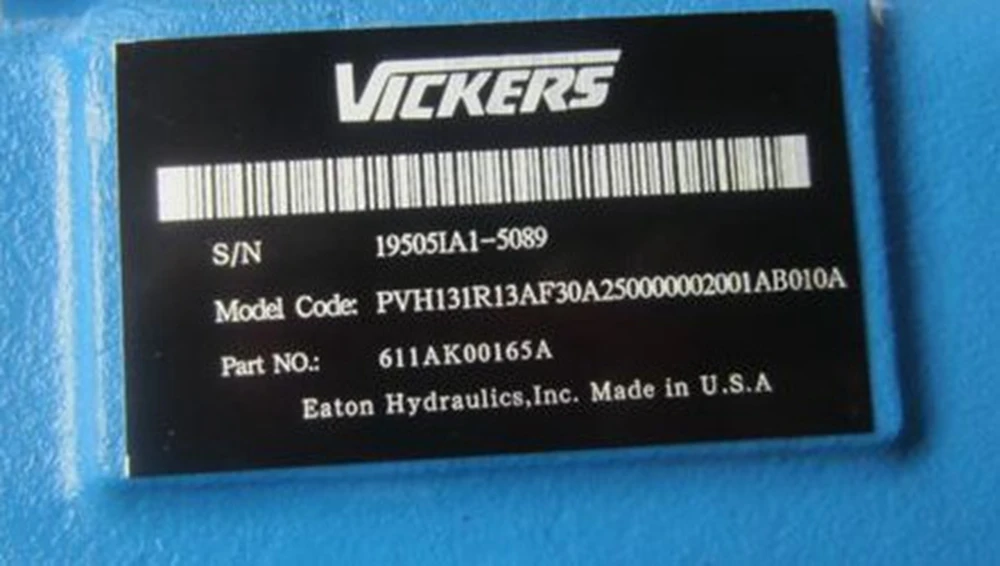 VICKERS
S/N 19505IA1-5089
Model Code: PVH131R13AF30A250000002001AB010A
Part NO.: 611AK00165A
Eaton Hydraulics,Inc. Made in U.S.A